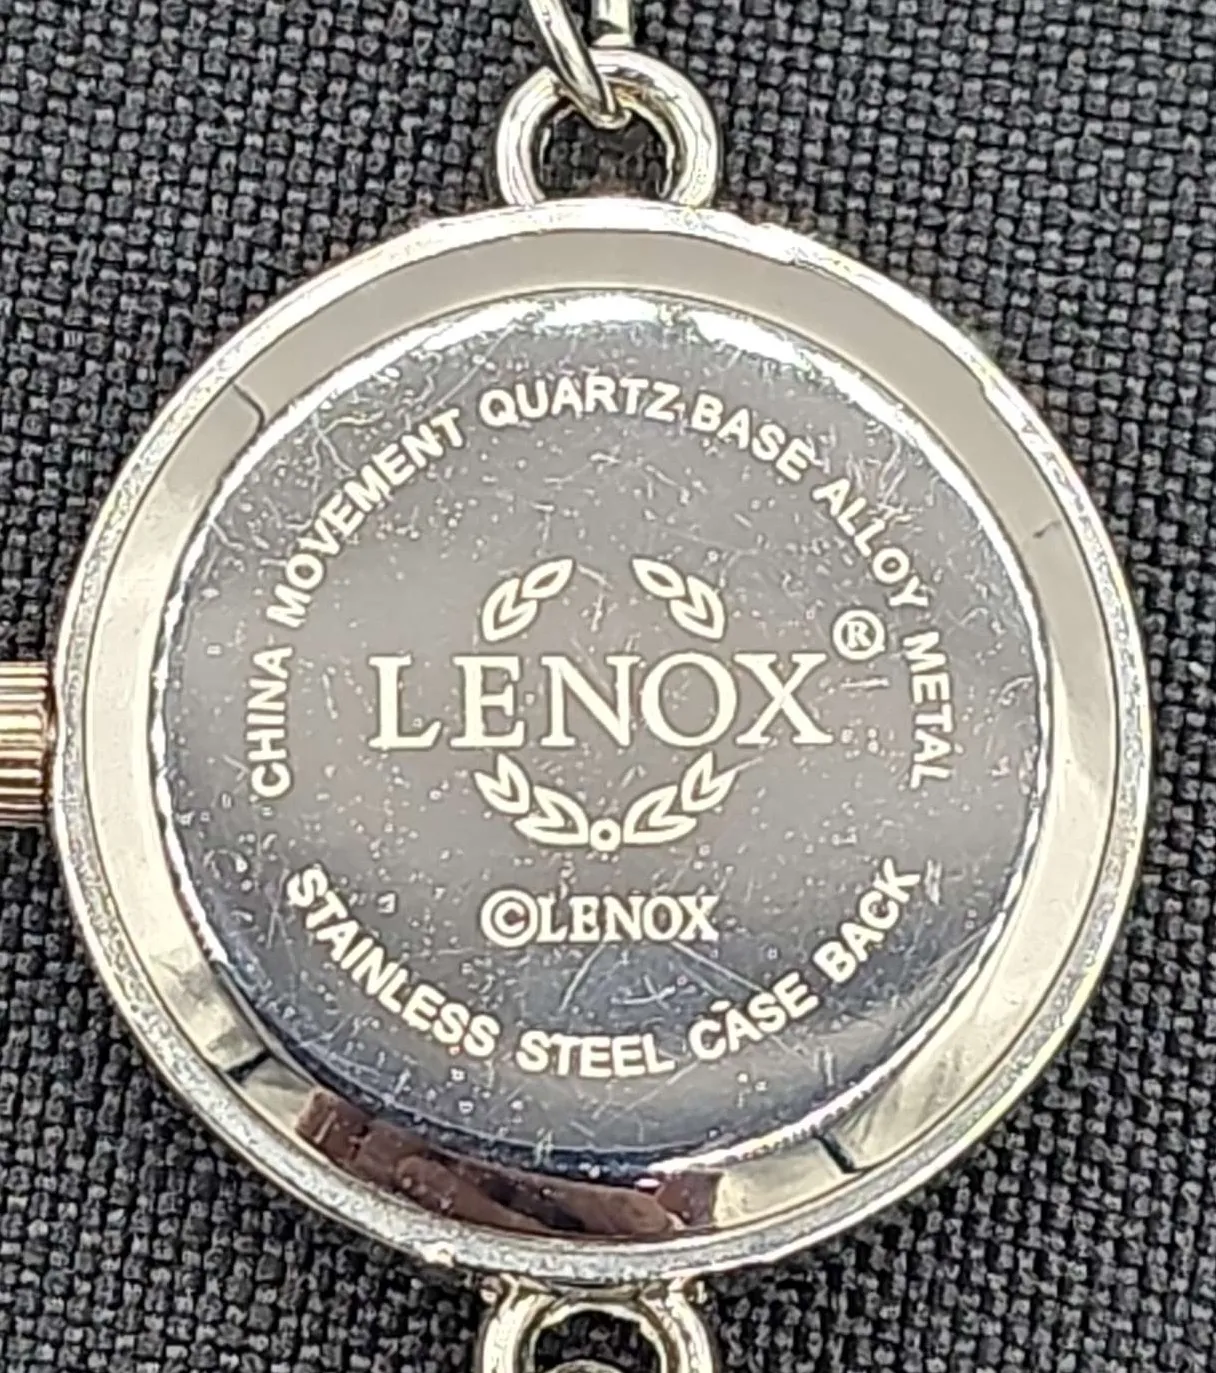 CHINA MOVEMENT QUARTZ·BASE ALLOY METAL
LENOX®
©LENOX
STAINLESS STEEL CASE BACK